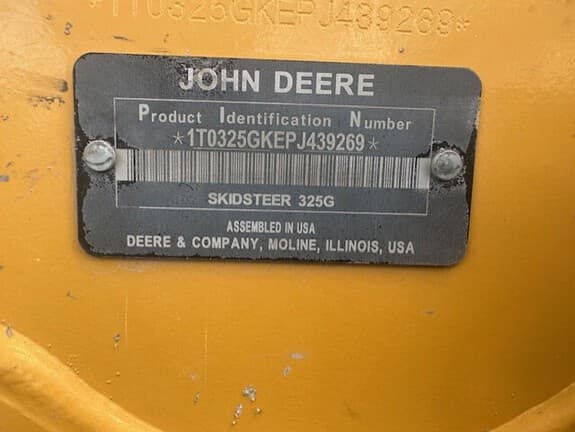 *1T0325GKEPJ439269*
JOHN DEERE
Product Identification Number
*1T0325GKEPJ439269*
SKIDSTEER 325G
ASSEMBLED IN USA
DEERE & COMPANY, MOLINE, ILLINOIS, USA